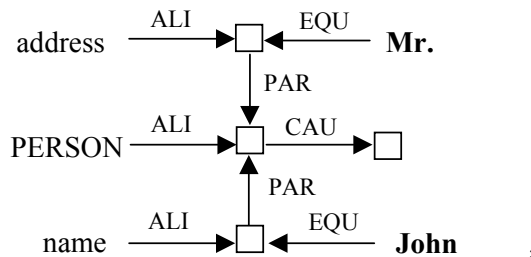 ALI EQU
address Mr.
PAR
ALI CAU
PERSON
PAR
ALI EQU
name John ,